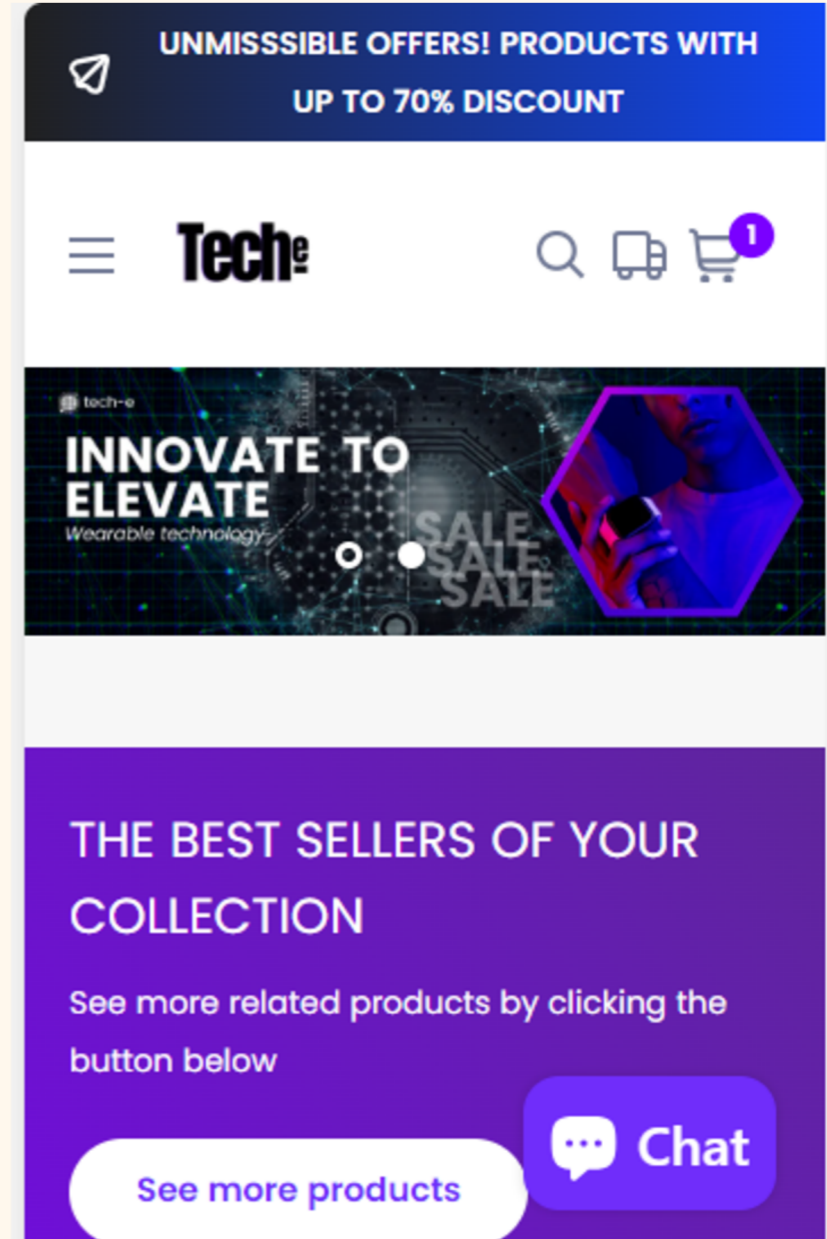 UNMISSSIBLE OFFERS! PRODUCTS WITH
UP TO 70% DISCOUNT
Teche
1
tech-e
INNOVATE TO
ELEVATE
Wearable technology
SALE
SALE
SALE
THE BEST SELLERS OF YOUR
COLLECTION
See more related products by clicking the
button below
Chat
See more products